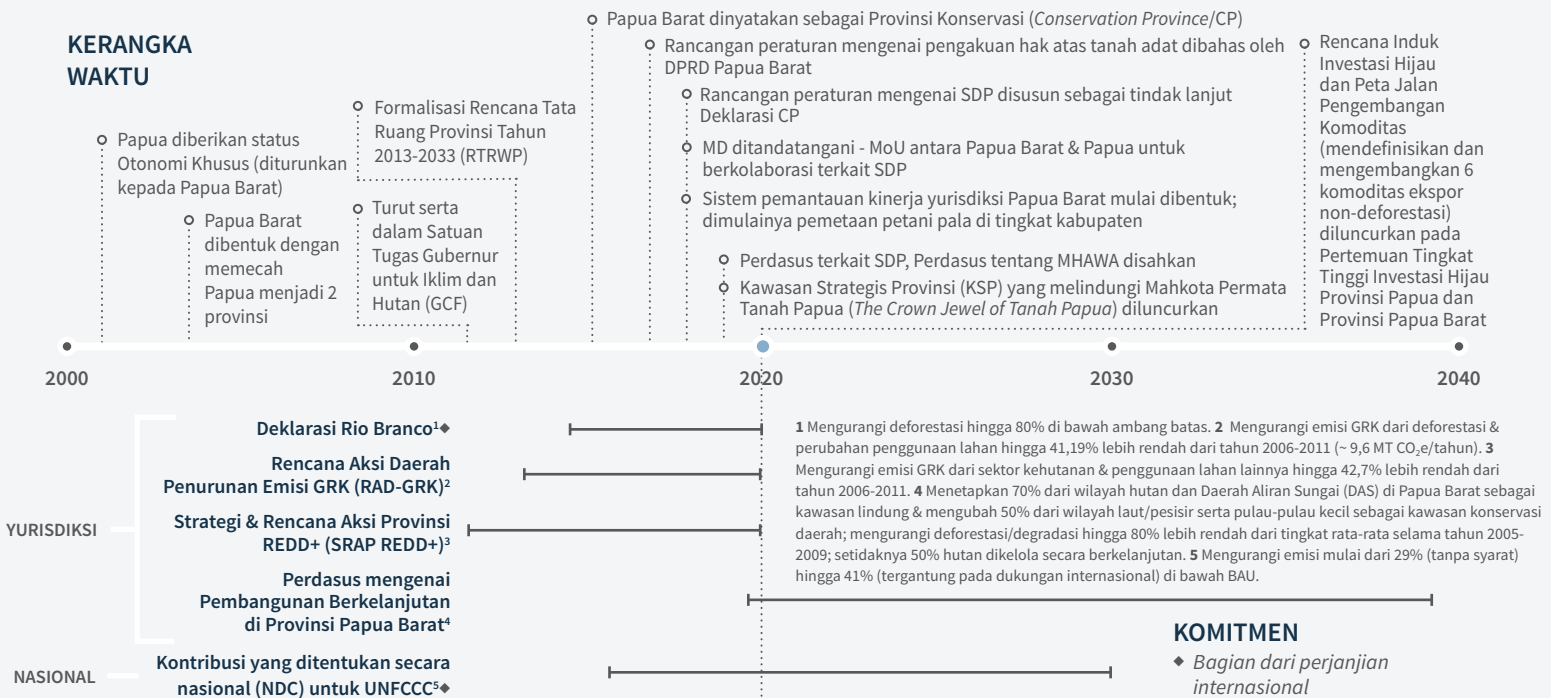 KERANGKA
WAKTU
Papua diberikan status
Otonomi Khusus (diturunkan
kepada Papua Barat)
Papua Barat
dibentuk dengan
memecah
Papua menjadi 2
provinsi
Formalisasi Rencana Tata
Ruang Provinsi Tahun
2013-2033 (RTRWP)
Turut serta
dalam Satuan
Tugas Gubernur
untuk Iklim dan
Hutan (GCF)
Papua Barat dinyatakan sebagai Provinsi Konservasi (Conservation Province/CP)
Rancangan peraturan mengenai pengakuan hak atas tanah adat dibahas oleh
DPRD Papua Barat
Rancangan peraturan mengenai SDP disusun sebagai tindak lanjut
Deklarasi CP
MD ditandatangani - MoU antara Papua Barat & Papua untuk
berkolaborasi terkait SDP
Sistem pemantauan kinerja yurisdiksi Papua Barat mulai dibentuk;
dimulainya pemetaan petani pala di tingkat kabupaten
Perdasus terkait SDP, Perdasus tentang MHAWA disahkan
Kawasan Strategis Provinsi (KSP) yang melindungi Mahkota Permata
Tanah Papua (The Crown Jewel of Tanah Papua) diluncurkan
Rencana Induk
Investasi Hijau
dan Peta Jalan
Pengembangan
Komoditas
(mendefinisikan dan
mengembangkan 6
komoditas ekspor
non-deforestasi)
diluncurkan pada
Pertemuan Tingkat
Tinggi Investasi Hijau
Provinsi Papua dan
Provinsi Papua Barat
2000
2010
2020
2030
2040
YURISDIKSI
Deklarasi Rio Branco¹◆
Rencana Aksi Daerah
Penurunan Emisi GRK (RAD-GRK)²
Strategi & Rencana Aksi Provinsi
REDD+ (SRAP REDD+)³
Perdasus mengenai
Pembangunan Berkelanjutan
di Provinsi Papua Barat⁴
NASIONAL
Kontribusi yang ditentukan secara
nasional (NDC) untuk UNFCCC⁵◆
1 Mengurangi deforestasi hingga 80% di bawah ambang batas. 2 Mengurangi emisi GRK dari deforestasi &
perubahan penggunaan lahan hingga 41,19% lebih rendah dari tahun 2006-2011 (~ 9,6 MT CO₂e/tahun). 3
Mengurangi emisi GRK dari sektor kehutanan & penggunaan lahan lainnya hingga 42,7% lebih rendah dari
tahun 2006-2011. 4 Menetapkan 70% dari wilayah hutan dan Daerah Aliran Sungai (DAS) di Papua Barat sebagai
kawasan lindung & mengubah 50% dari wilayah laut/pesisir serta pulau-pulau kecil sebagai kawasan konservasi
daerah; mengurangi deforestasi/degradasi hingga 80% lebih rendah dari tingkat rata-rata selama tahun 2005-
2009; setidaknya 50% hutan dikelola secara berkelanjutan. 5 Mengurangi emisi mulai dari 29% (tanpa syarat)
hingga 41% (tergantung pada dukungan internasional) di bawah BAU.
KOMITMEN
◆ Bagian dari perjanjian
internasional